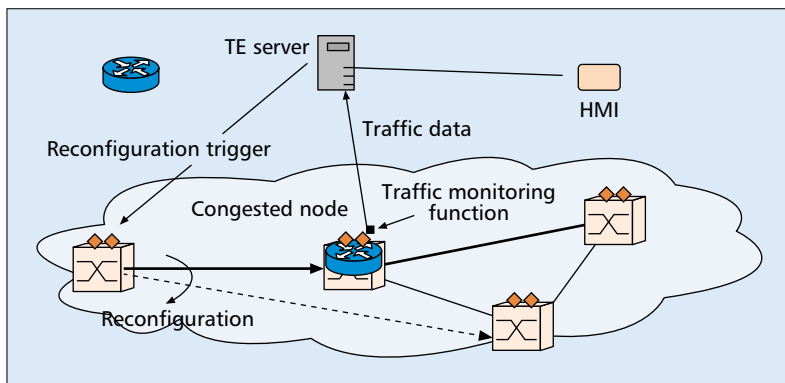 TE server
HMI
Traffic data
Reconfiguration trigger
Traffic monitoring
function
Congested node
Reconfiguration